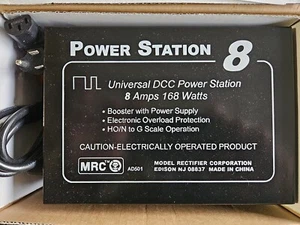 POWER STATION 8
Universal DCC Power Station
8 Amps 168 Watts
• Booster with Power Supply
• Electronic Overload Protection
• HO/N to G Scale Operation
CAUTION-ELECTRICALLY OPERATED PRODUCT
MRC™ AD501
MODEL RECTIFIER CORPORATION
EDISON NJ 08837 MADE IN CHINA